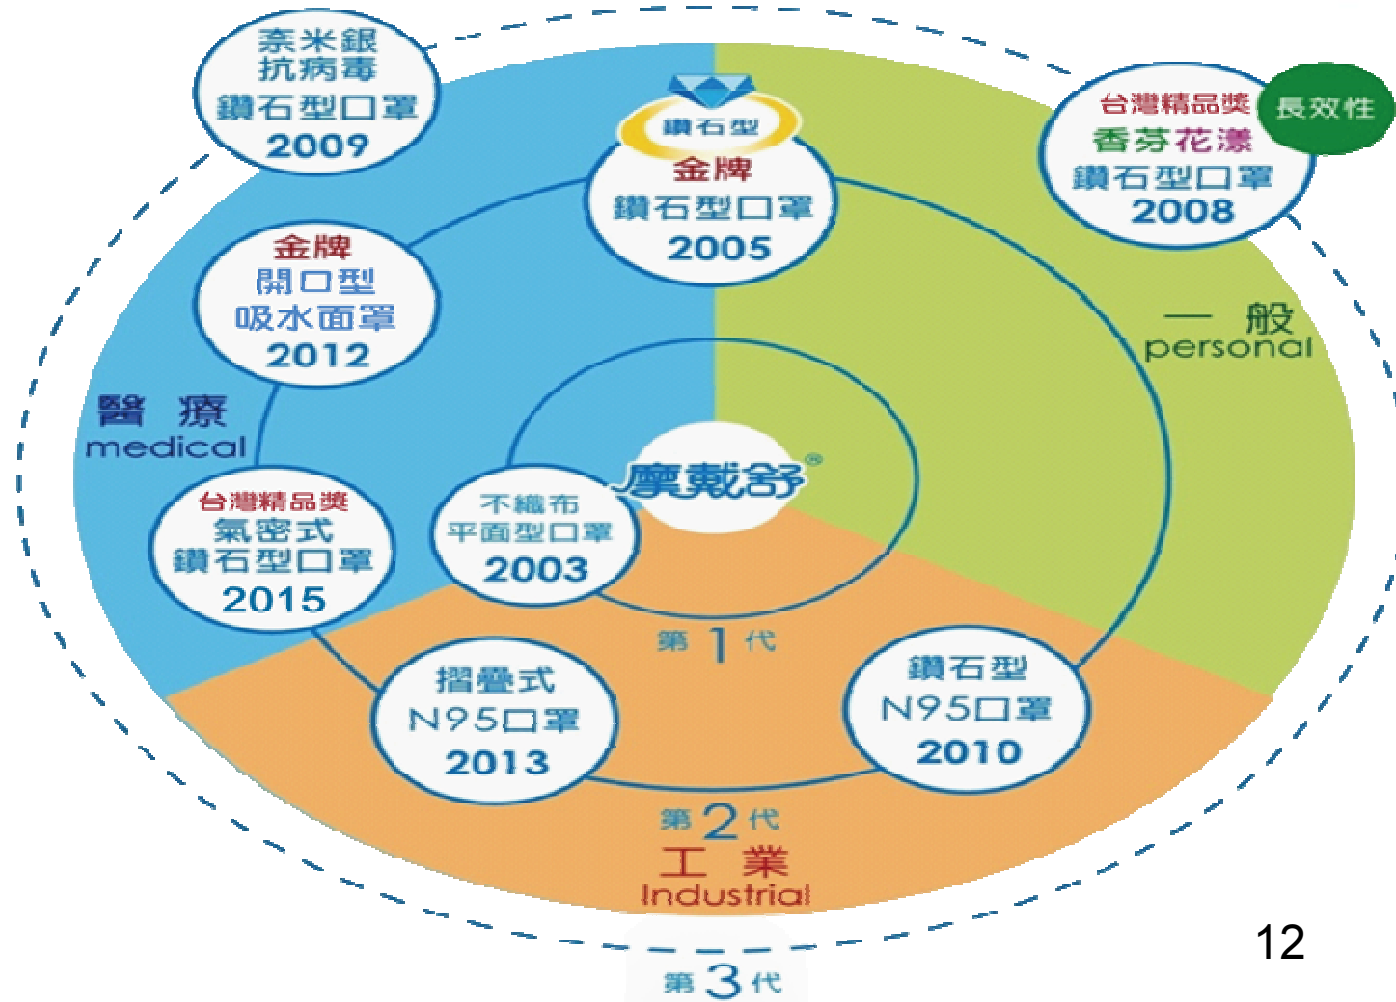 奈米銀
抗病毒
鑽石型口罩
2009
鑽石型
金牌
鑽石型口罩
2005
台灣精品獎
香芬花漾
鑽石型口罩
2008
長效性
金牌
開口型
吸水面罩
2012
一般
personal
醫療
medical
台灣精品獎
氣密式
鑽石型口罩
2015
不織布
平面型口罩
2003
摩戴舒®
第1代
摺疊式
N95口罩
2013
鑽石型
N95口罩
2010
第2代
工業
Industrial
第3代
12